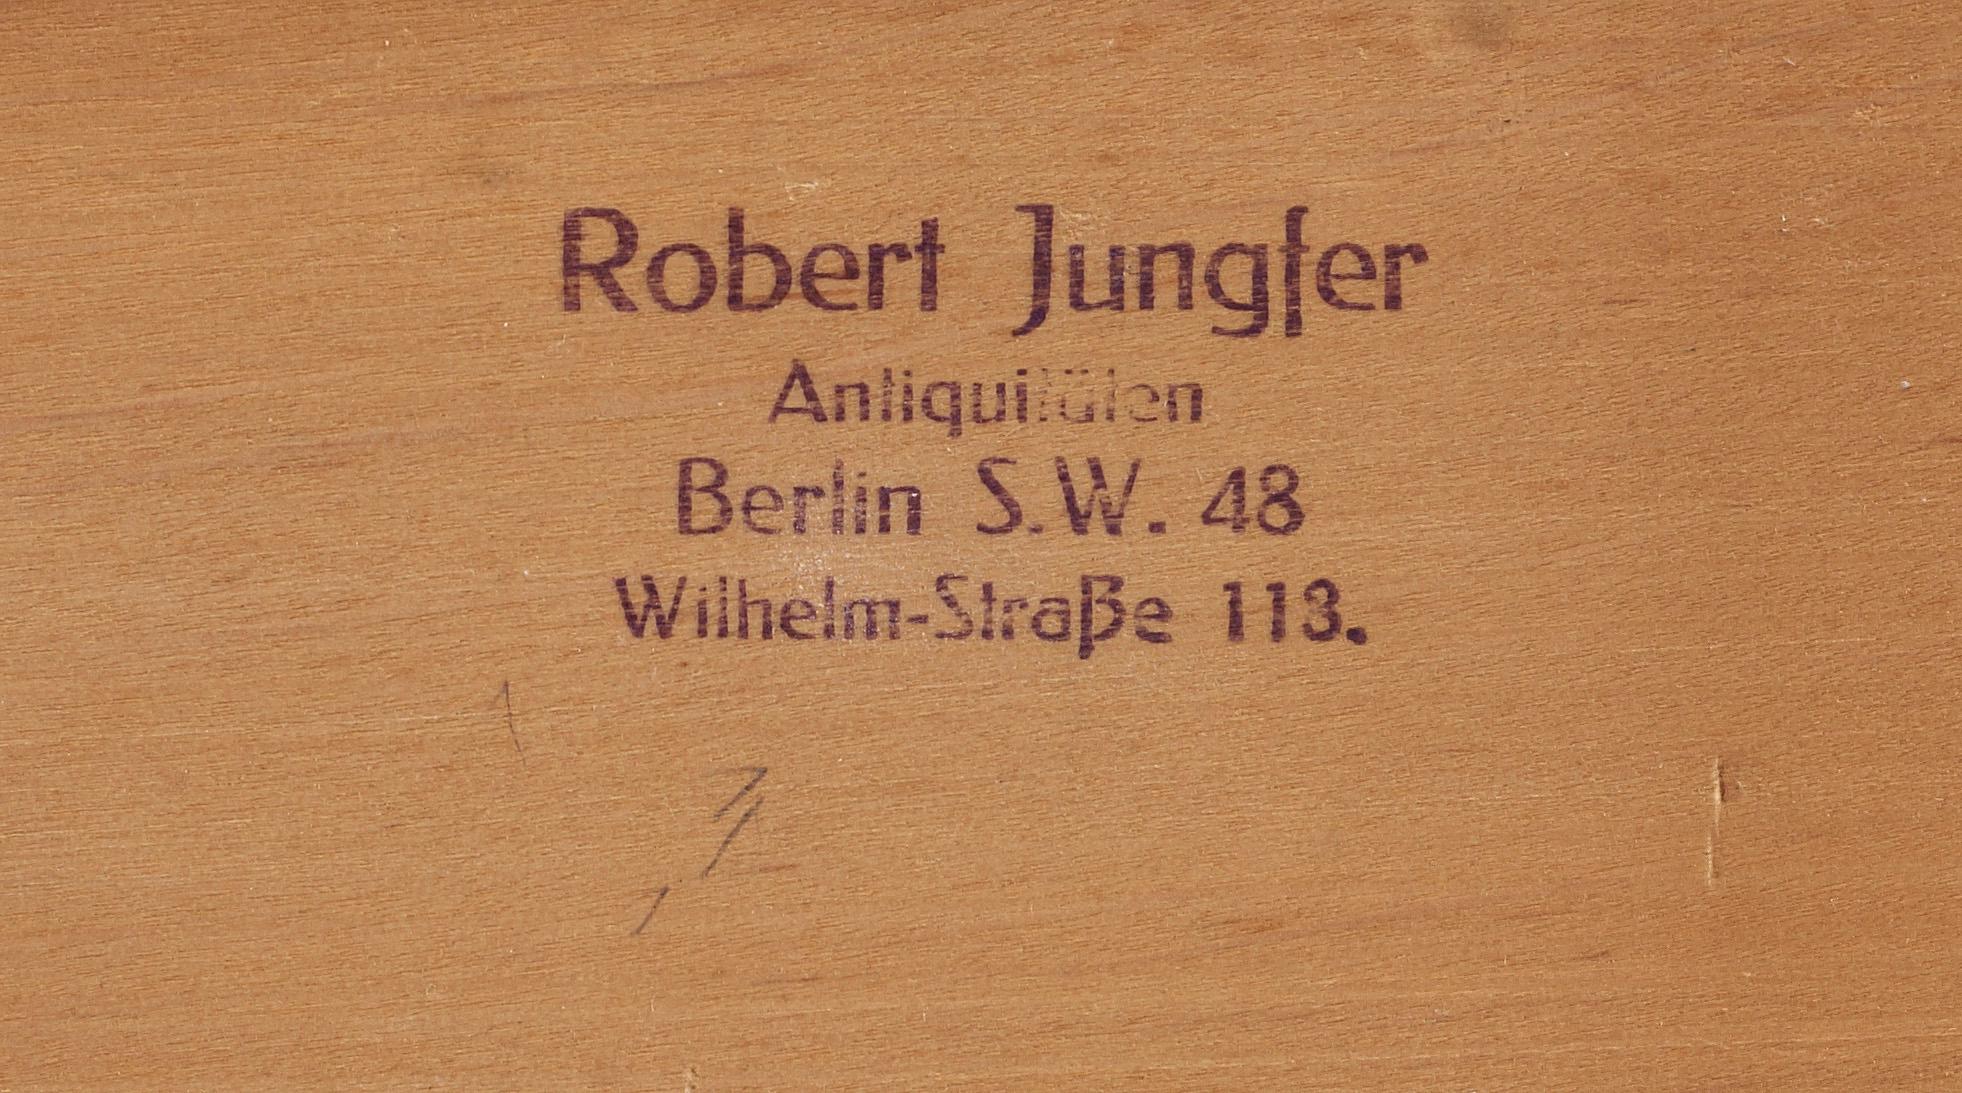 Robert Jungfer
Antiquitäten
Berlin S.W. 48
Wilhelm-Straße 113.